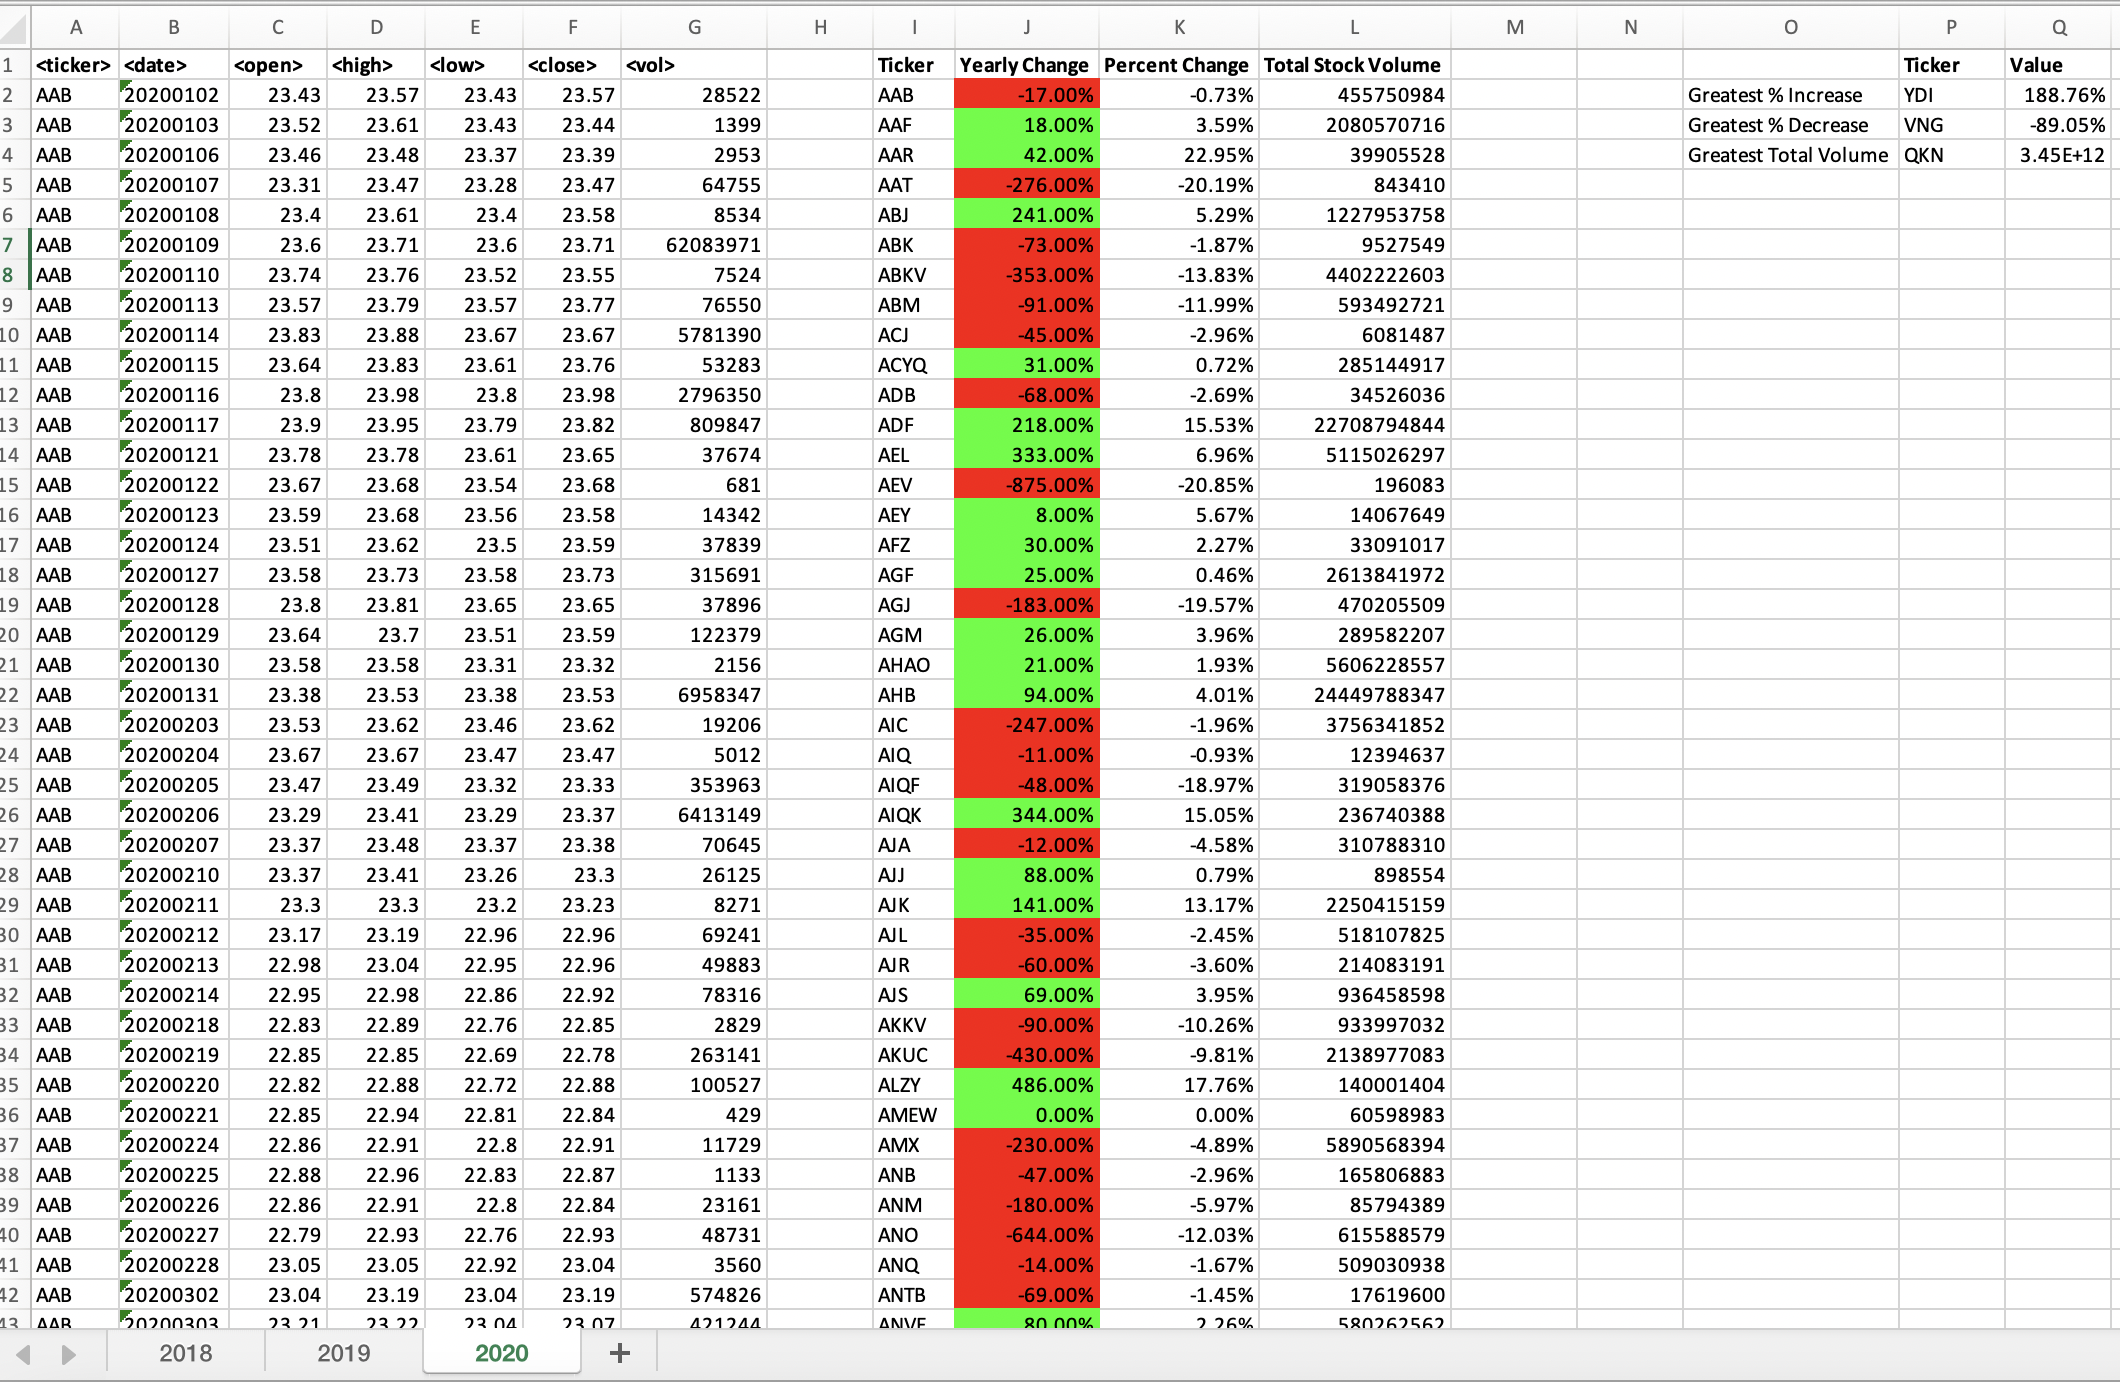 A B C D E F G H I J K L M N O P Q
1 <ticker> <date> <open> <high> <low> <close> <vol> Ticker Yearly Change Percent Change Total Stock Volume Ticker Value
2 AAB 20200102 23.43 23.57 23.43 23.57 28522 AAB -17.00% -0.73% 455750984 Greatest % Increase YDI 188.76%
3 AAB 20200103 23.52 23.61 23.43 23.44 1399 AAF 18.00% 3.59% 2080570716 Greatest % Decrease VNG -89.05%
4 AAB 20200106 23.46 23.48 23.37 23.39 2953 AAR 42.00% 22.95% 39905528 Greatest Total Volume QKN 3.45E+12
5 AAB 20200107 23.31 23.47 23.28 23.47 64755 AAT -276.00% -20.19% 843410
6 AAB 20200108 23.4 23.61 23.4 23.58 8534 ABJ 241.00% 5.29% 1227953758
7 AAB 20200109 23.6 23.71 23.6 23.71 62083971 ABK -73.00% -1.87% 9527549
8 AAB 20200110 23.74 23.76 23.52 23.55 7524 ABKV -353.00% -13.83% 4402222603
9 AAB 20200113 23.57 23.79 23.57 23.77 76550 ABM -91.00% -11.99% 593492721
10 AAB 20200114 23.83 23.88 23.67 23.67 5781390 ACJ -45.00% -2.96% 6081487
11 AAB 20200115 23.64 23.83 23.61 23.76 53283 ACYQ 31.00% 0.72% 285144917
12 AAB 20200116 23.8 23.98 23.8 23.98 2796350 ADB -68.00% -2.69% 34526036
13 AAB 20200117 23.9 23.95 23.79 23.82 809847 ADF 218.00% 15.53% 22708794844
14 AAB 20200121 23.78 23.78 23.61 23.65 37674 AEL 333.00% 6.96% 5115026297
15 AAB 20200122 23.67 23.68 23.54 23.68 681 AEV -875.00% -20.85% 196083
16 AAB 20200123 23.59 23.68 23.56 23.58 14342 AEY 8.00% 5.67% 14067649
17 AAB 20200124 23.51 23.62 23.5 23.59 37839 AFZ 30.00% 2.27% 33091017
18 AAB 20200127 23.58 23.73 23.58 23.73 315691 AGF 25.00% 0.46% 2613841972
19 AAB 20200128 23.8 23.81 23.65 23.65 37896 AGJ -183.00% -19.57% 470205509
20 AAB 20200129 23.64 23.7 23.51 23.59 122379 AGM 26.00% 3.96% 289582207
21 AAB 20200130 23.58 23.58 23.31 23.32 2156 AHAO 21.00% 1.93% 5606228557
22 AAB 20200131 23.38 23.53 23.38 23.53 6958347 AHB 94.00% 4.01% 24449788347
23 AAB 20200203 23.53 23.62 23.46 23.62 19206 AIC -247.00% -1.96% 3756341852
24 AAB 20200204 23.67 23.67 23.47 23.47 5012 AIQ -11.00% -0.93% 12394637
25 AAB 20200205 23.47 23.49 23.32 23.33 353963 AIQF -48.00% -18.97% 319058376
26 AAB 20200206 23.29 23.41 23.29 23.37 6413149 AIQK 344.00% 15.05% 236740388
27 AAB 20200207 23.37 23.48 23.37 23.38 70645 AJA -12.00% -4.58% 310788310
28 AAB 20200210 23.37 23.41 23.26 23.3 26125 AJJ 88.00% 0.79% 898554
29 AAB 20200211 23.3 23.3 23.2 23.23 8271 AJK 141.00% 13.17% 2250415159
30 AAB 20200212 23.17 23.19 22.96 22.96 69241 AJL -35.00% -2.45% 518107825
31 AAB 20200213 22.98 23.04 22.95 22.96 49883 AJR -60.00% -3.60% 214083191
32 AAB 20200214 22.95 22.98 22.86 22.92 78316 AJS 69.00% 3.95% 936458598
33 AAB 20200218 22.83 22.89 22.76 22.85 2829 AKKV -90.00% -10.26% 933997032
34 AAB 20200219 22.85 22.85 22.69 22.78 263141 AKUC -430.00% -9.81% 2138977083
35 AAB 20200220 22.82 22.88 22.72 22.88 100527 ALZY 486.00% 17.76% 140001404
36 AAB 20200221 22.85 22.94 22.81 22.84 429 AMEW 0.00% 0.00% 60598983
37 AAB 20200224 22.86 22.91 22.8 22.91 11729 AMX -230.00% -4.89% 5890568394
38 AAB 20200225 22.88 22.96 22.83 22.87 1133 ANB -47.00% -2.96% 165806883
39 AAB 20200226 22.86 22.91 22.8 22.84 23161 ANM -180.00% -5.97% 85794389
40 AAB 20200227 22.79 22.93 22.76 22.93 48731 ANO -644.00% -12.03% 615588579
41 AAB 20200228 23.05 23.05 22.92 23.04 3560 ANQ -14.00% -1.67% 509030938
42 AAB 20200302 23.04 23.19 23.04 23.19 574826 ANTB -69.00% -1.45% 17619600
43 AAB 20200303 23.21 23.22 23.04 23.07 421244 ANVF 80.00% 2.26% 580262562
2018 2019 2020 +